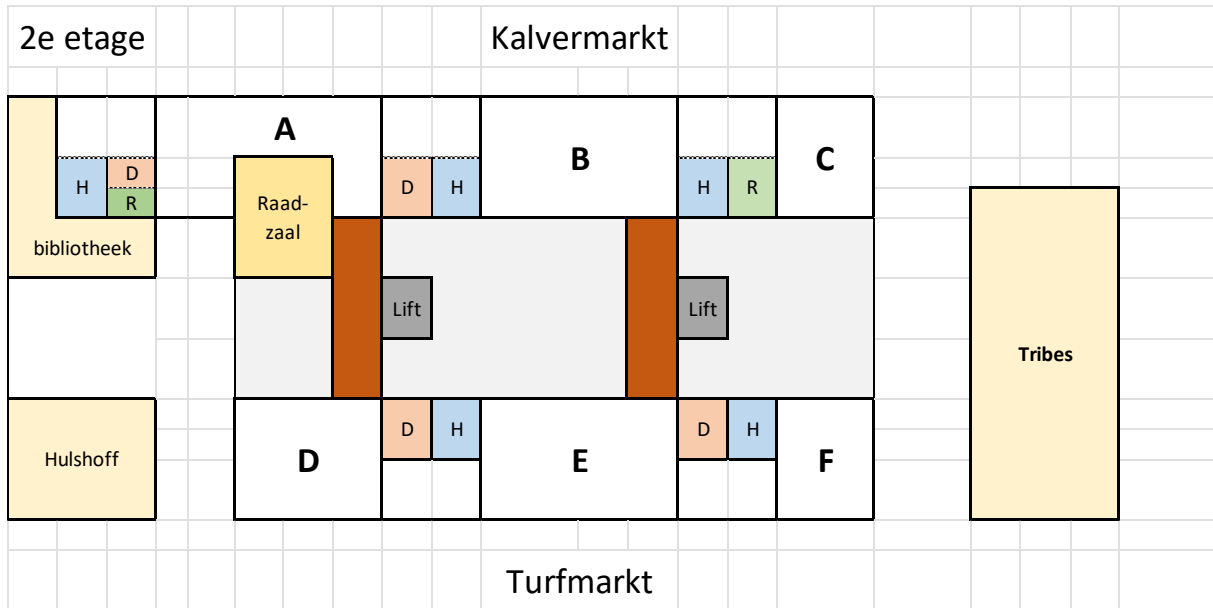 2e etage
Kalvermarkt
A
B
C
H
D
R
D
H
H
R
Raad-
zaal
bibliotheek
Lift
Lift
Tribes
D
H
D
H
Hulshoff
D
E
F
Turfmarkt